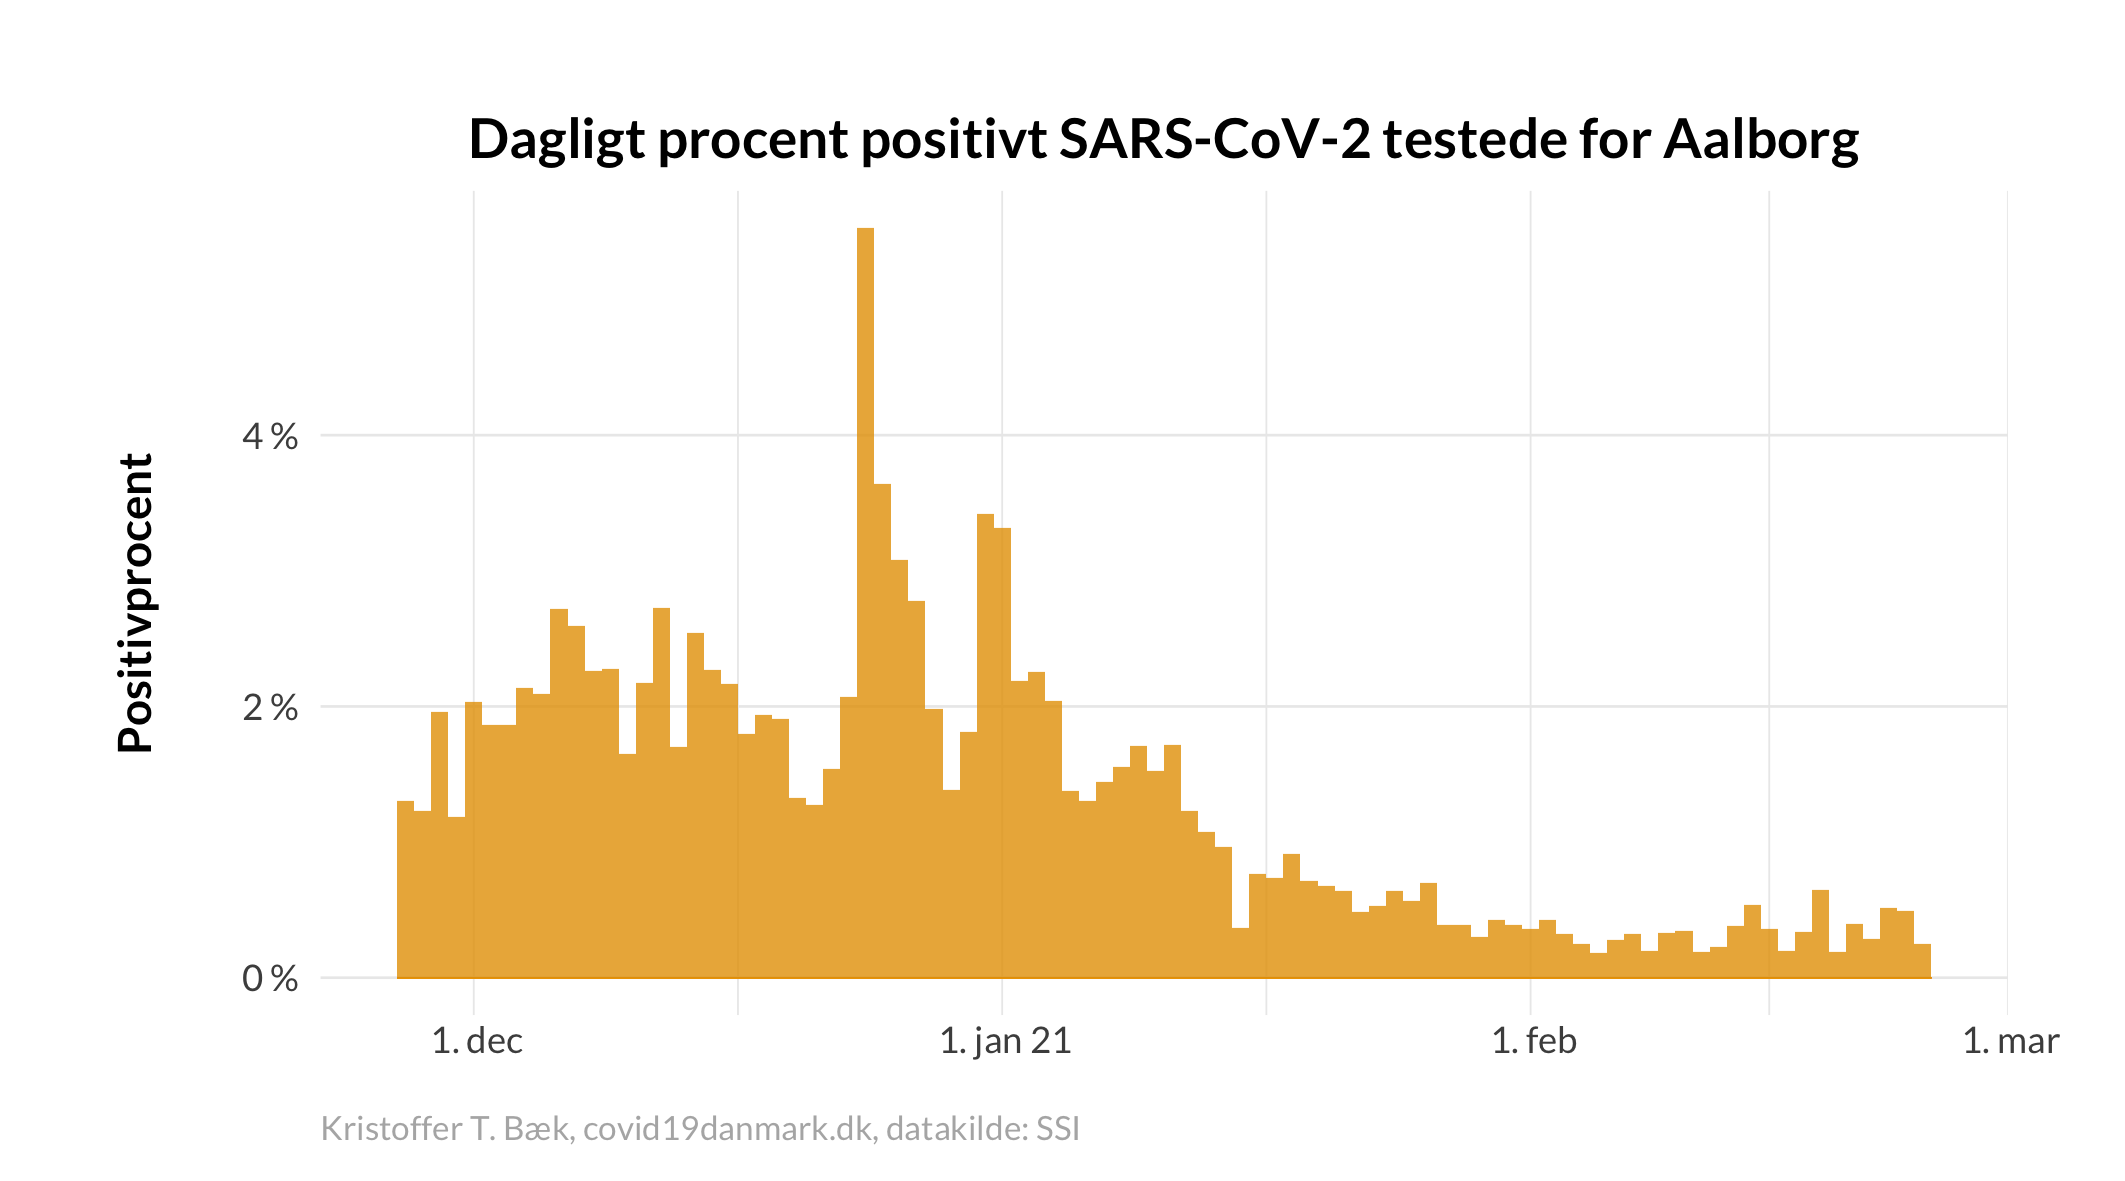 Dagligt procent positivt SARS-CoV-2 testede for Aalborg
Positivprocent
4 %
2 %
0 %
1. dec
1. jan 21
1. feb
1. mar
Kristoffer T. Bæk, covid19danmark.dk, datakilde: SSI